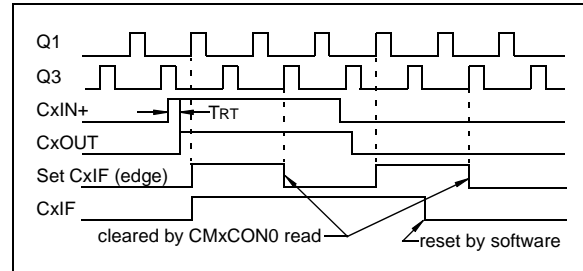 Q1
Q3
CxIN+
TRT
CxOUT
Set CxIF (edge)
CxIF
cleared by CMxCON0 read
reset by software